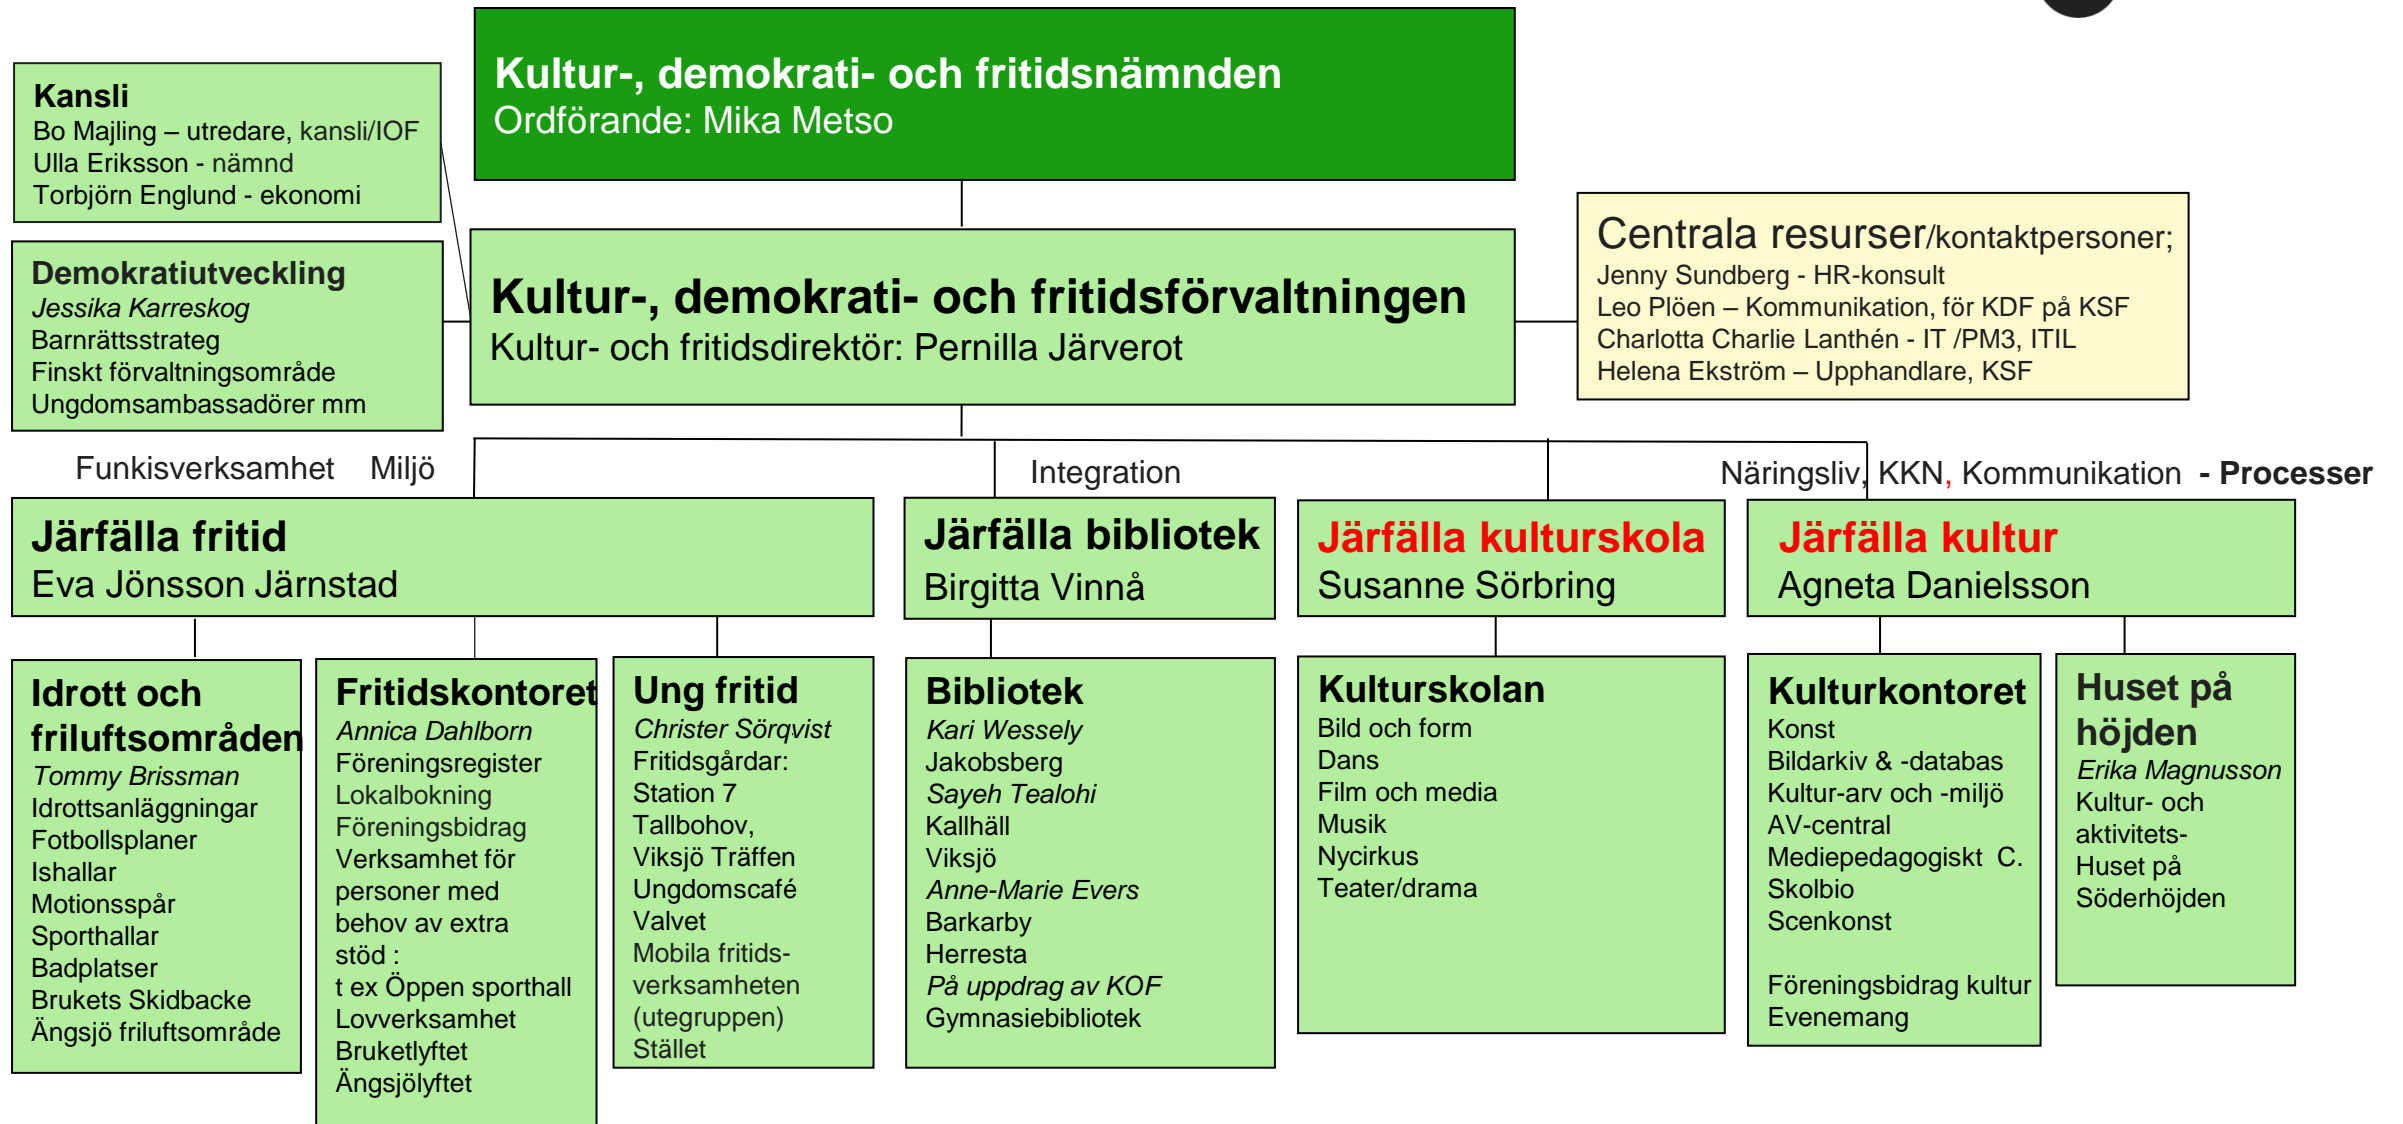 Kultur-, demokrati- och fritidsnämnden
Ordförande: Mika Metso
Kansli
Bo Majling – utredare, kansli/IOF
Ulla Eriksson - nämnd
Torbjörn Englund - ekonomi
Demokratiutveckling
Jessika Karreskog
Barnrättsstrateg
Finskt förvaltningsområde
Ungdomsambassadörer mm
Kultur-, demokrati- och fritidsförvaltningen
Kultur- och fritidsdirektör: Pernilla Järverot
Centrala resurser/kontaktpersoner;
Jenny Sundberg - HR-konsult
Leo Plöen – Kommunikation, för KDF på KSF
Charlotta Charlie Lanthén - IT /PM3, ITIL
Helena Ekström – Upphandlare, KSF
Funkisverksamhet Miljö
Integration
Näringsliv, KKN, Kommunikation - Processer
Järfälla fritid
Eva Jönsson Järnstad
Järfälla bibliotek
Birgitta Vinnå
Järfälla kulturskola
Susanne Sörbring
Järfälla kultur
Agneta Danielsson
Idrott och
friluftsområden
Tommy Brissman
Idrottsanläggningar
Fotbollsplaner
Ishallar
Motionsspår
Sporthallar
Badplatser
Brukets Skidbacke
Ängsjö friluftsområde
Fritidskontoret
Annica Dahlborn
Föreningsregister
Lokalbokning
Föreningsbidrag
Verksamhet för
personer med
behov av extra
stöd :
t ex Öppen sporthall
Lovverksamhet
Bruketlyftet
Ängsjölyftet
Ung fritid
Christer Sörqvist
Fritidsgårdar:
Station 7
Tallbohov,
Viksjö Träffen
Ungdomscafé
Valvet
Mobila fritids-
verksamheten
(utegruppen)
Stället
Bibliotek
Kari Wessely
Jakobsberg
Sayeh Tealohi
Kallhäll
Viksjö
Anne-Marie Evers
Barkarby
Herresta
På uppdrag av KOF
Gymnasiebibliotek
Kulturskolan
Bild och form
Dans
Film och media
Musik
Nycirkus
Teater/drama
Kulturkontoret
Konst
Bildarkiv & -databas
Kultur-arv och -miljö
AV-central
Mediepedagogiskt C.
Skolbio
Scenkonst
Föreningsbidrag kultur
Evenemang
Huset på
höjden
Erika Magnusson
Kultur- och
aktivitets-
Huset på
Söderhöjden